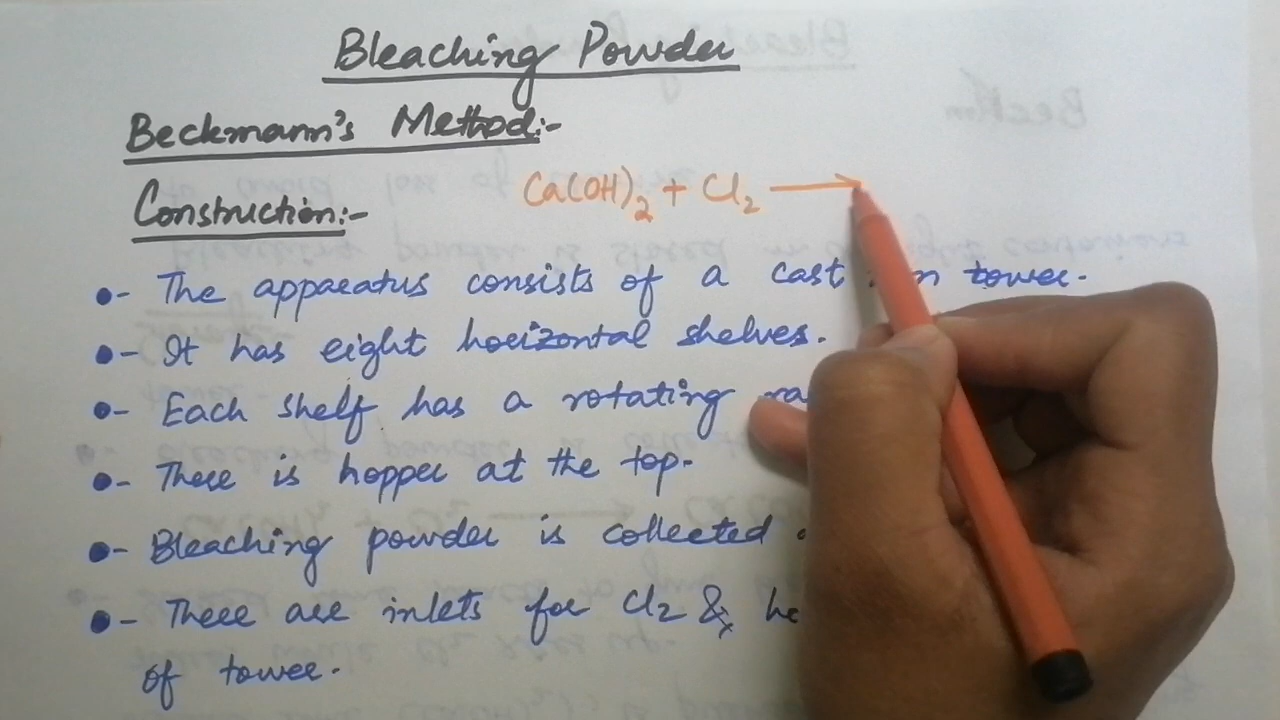 Bleaching Powder
Beckmann's Method:-
Construction:-
Ca(OH)₂ + Cl₂ ⟶
•- The apparatus consists of a cast tower.
•- It has eight horizontal shelves.
•- Each shelf has a rotating
•- There is hopper at the top.
•- Bleaching powder is collected
•- There are inlets for Cl2 &
of tower.